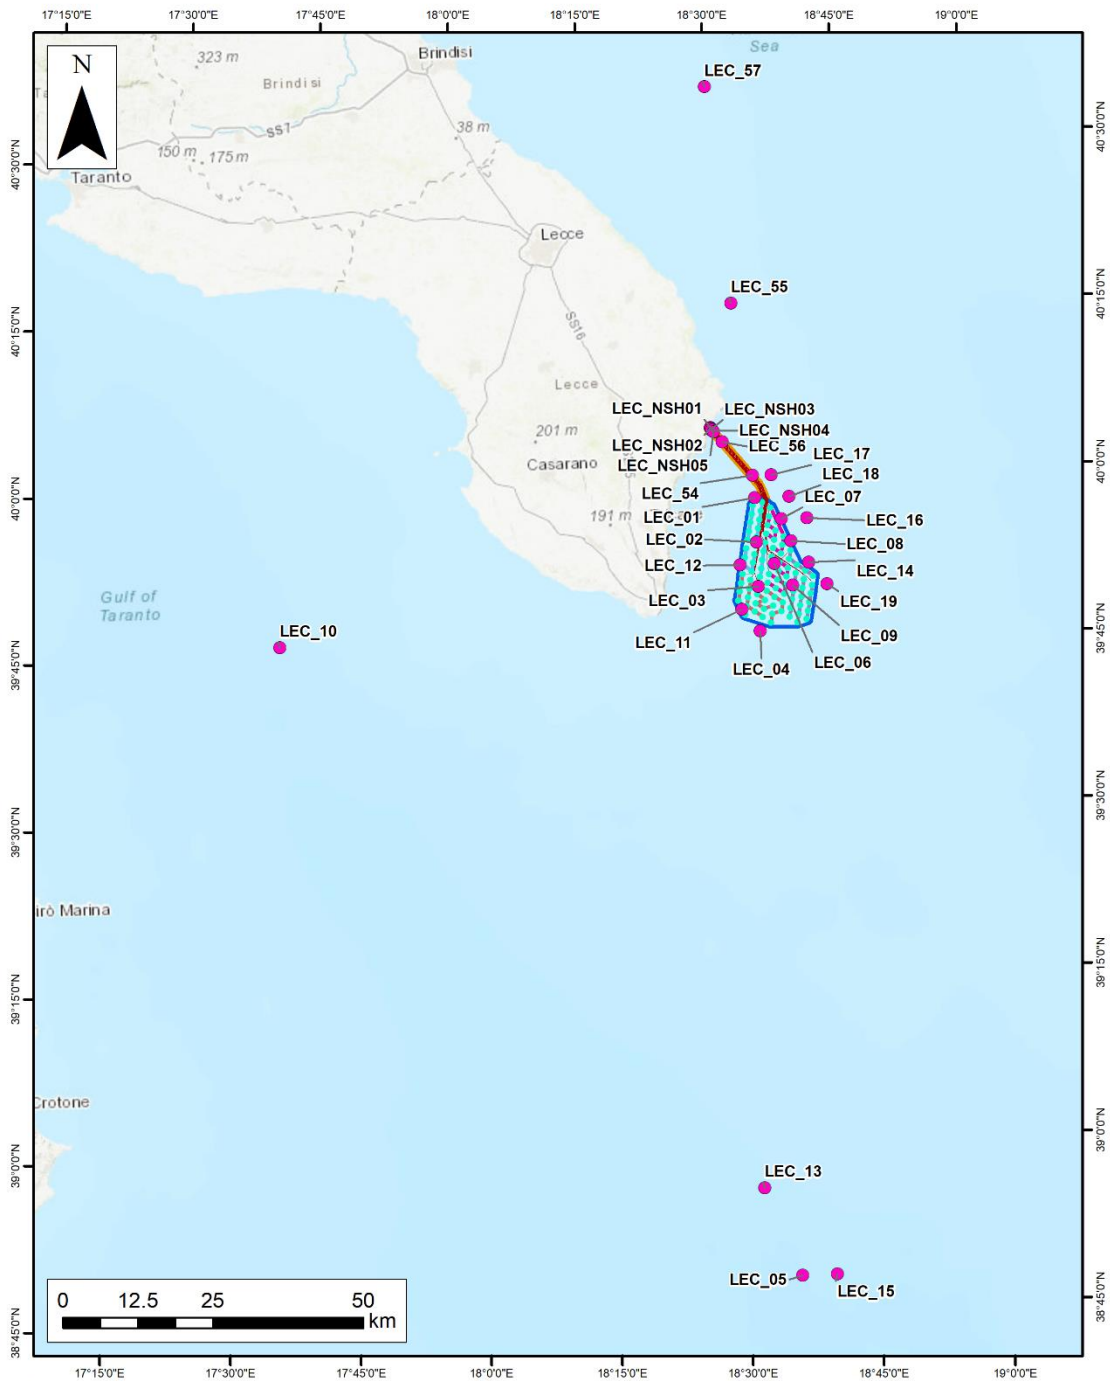 17°15'0"E
17°30'0"E
17°45'0"E
18°0'0"E
18°15'0"E
18°30'0"E
18°45'0"E
19°0'0"E
N
323 m
Brindisi
Sea
LEC_57
Brindisi
SS7
38 m
40°30'0"N
150 m
175 m
40°30'0"N
Taranto
Lecce
LEC_55
40°15'0"N
40°15'0"N
SS16
Lecce
LEC_NSH01
LEC_NSH03
201 m
LEC_NSH04
LEC_NSH02
LEC_56
LEC_17
Casarano
LEC_NSH05
40°0'0"N
LEC_18
LEC_54
LEC_07
40°0'0"N
191 m
LEC_01
LEC_16
LEC_02
LEC_08
LEC_12
LEC_14
Gulf of
Taranto
LEC_03
LEC_19
LEC_10
LEC_11
LEC_09
39°45'0"N
39°45'0"N
LEC_04
LEC_06
39°30'0"N
39°30'0"N
irò Marina
39°15'0"N
39°15'0"N
Crotone
39°0'0"N
39°0'0"N
LEC_13
LEC_05
LEC_15
38°45'0"N
38°45'0"N
0 12.5 25 50
km
17°15'0"E
17°30'0"E
17°45'0"E
18°0'0"E
18°15'0"E
18°30'0"E
18°45'0"E
19°0'0"E